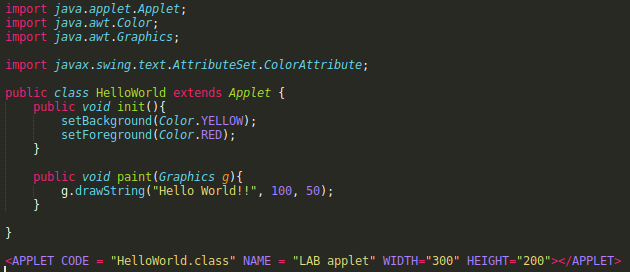 import java.applet.Applet;
import java.awt.Color;
import java.awt.Graphics;
import javax.swing.text.AttributeSet.ColorAttribute;
public class HelloWorld extends Applet {
public void init(){
setBackground(Color.YELLOW);
setForeground(Color.RED);
}
public void paint(Graphics g){
g.drawString("Hello World!!", 100, 50);
}
}
<APPLET CODE = "HelloWorld.class" NAME = "LAB applet" WIDTH="300" HEIGHT="200"></APPLET>